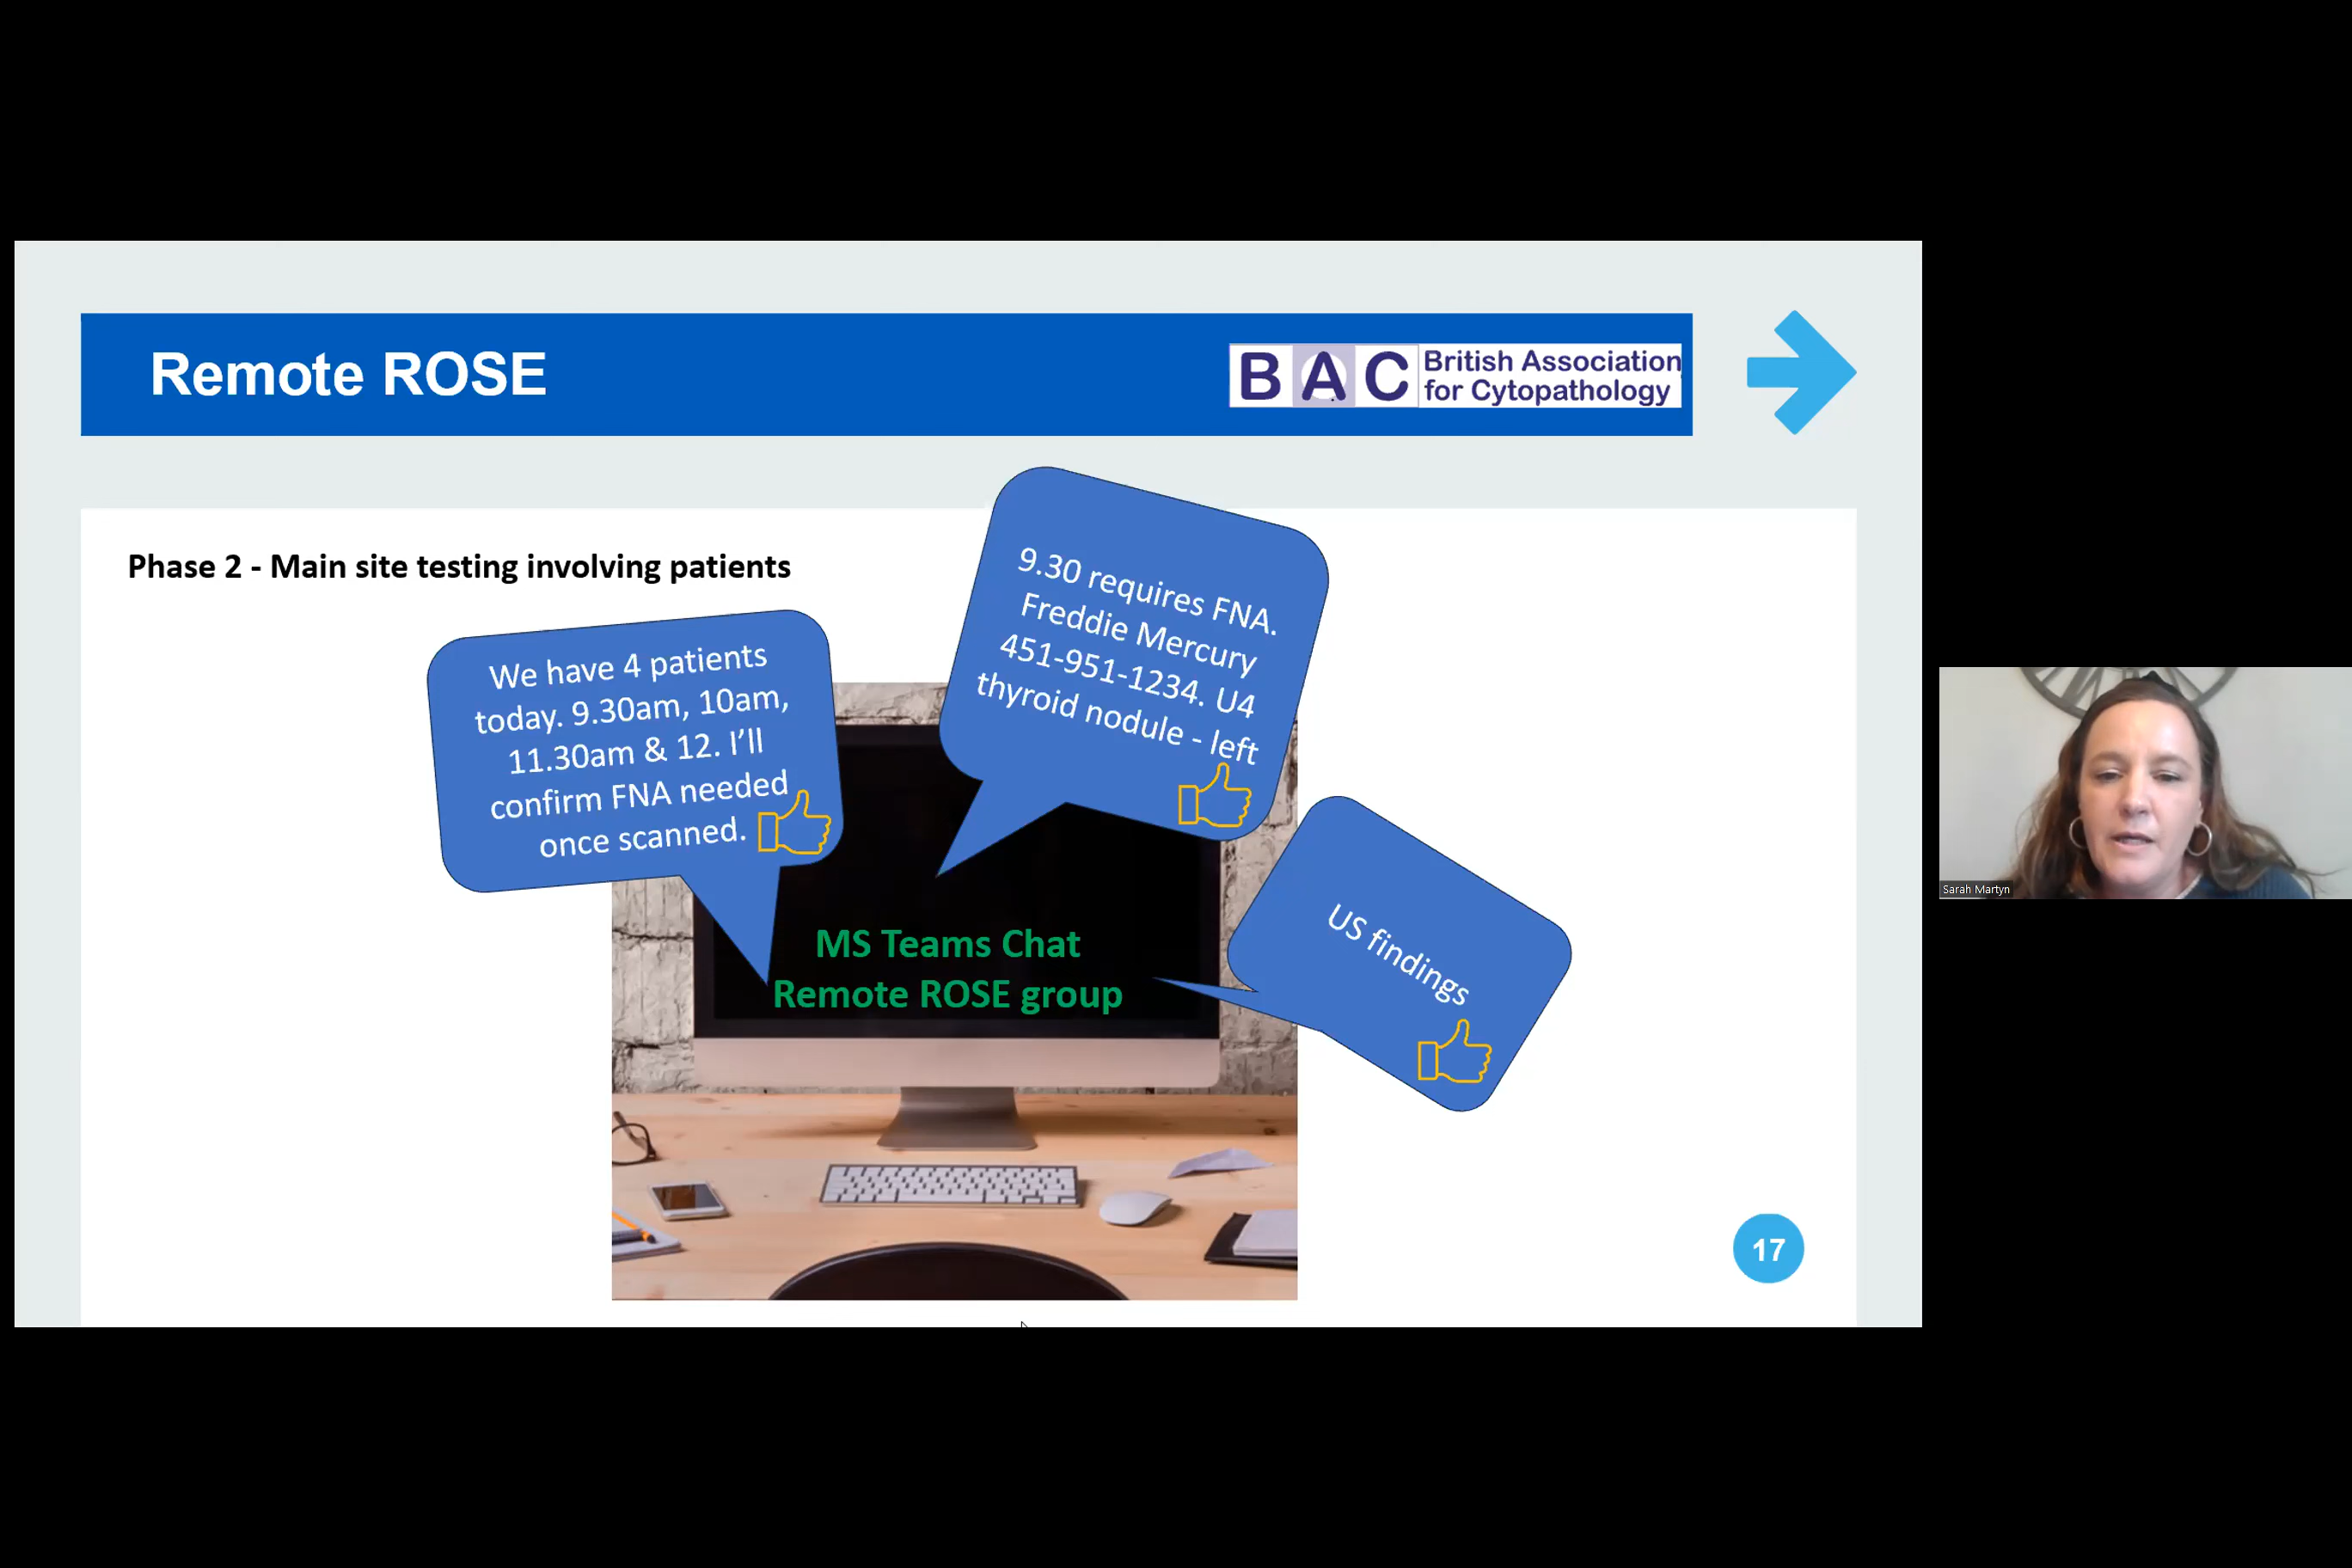 Remote ROSE
BAC British Association
for Cytopathology
Phase 2 - Main site testing involving patients
We have 4 patients
today. 9.30am, 10am,
11.30am & 12. I'll
confirm FNA needed
once scanned.
9.30 requires FNA.
Freddie Mercury
451-951-1234. U4
thyroid nodule - left
US findings
MS Teams Chat
Remote ROSE group
17
Sarah Martyn